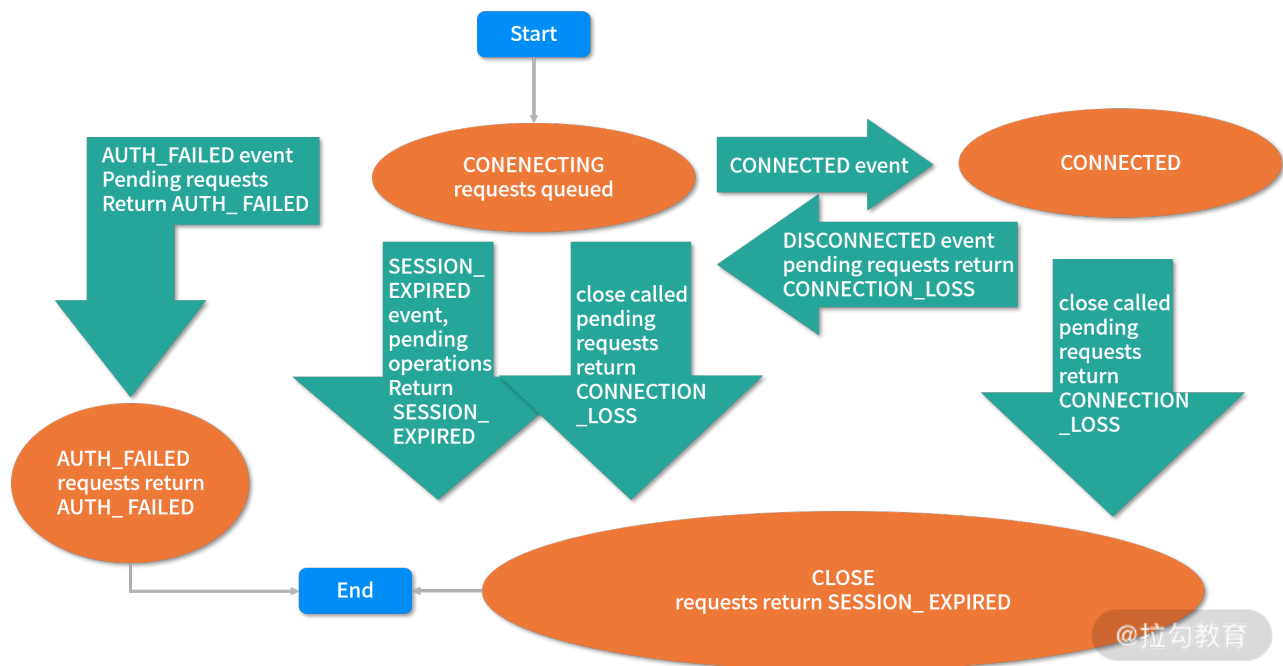 Start
AUTH_FAILED event
Pending requests
Return AUTH_ FAILED
CONENECTING
requests queued
CONNECTED event
CONNECTED
DISCONNECTED event
pending requests return
CONNECTION_LOSS
SESSION_
EXPIRED
event,
pending
operations
Return
SESSION_
EXPIRED
close called
pending
requests
return
CONNECTION
_LOSS
close called
pending
requests
return
CONNECTION
_LOSS
AUTH_FAILED
requests return
AUTH_ FAILED
End
CLOSE
requests return SESSION_ EXPIRED
@拉勾教育